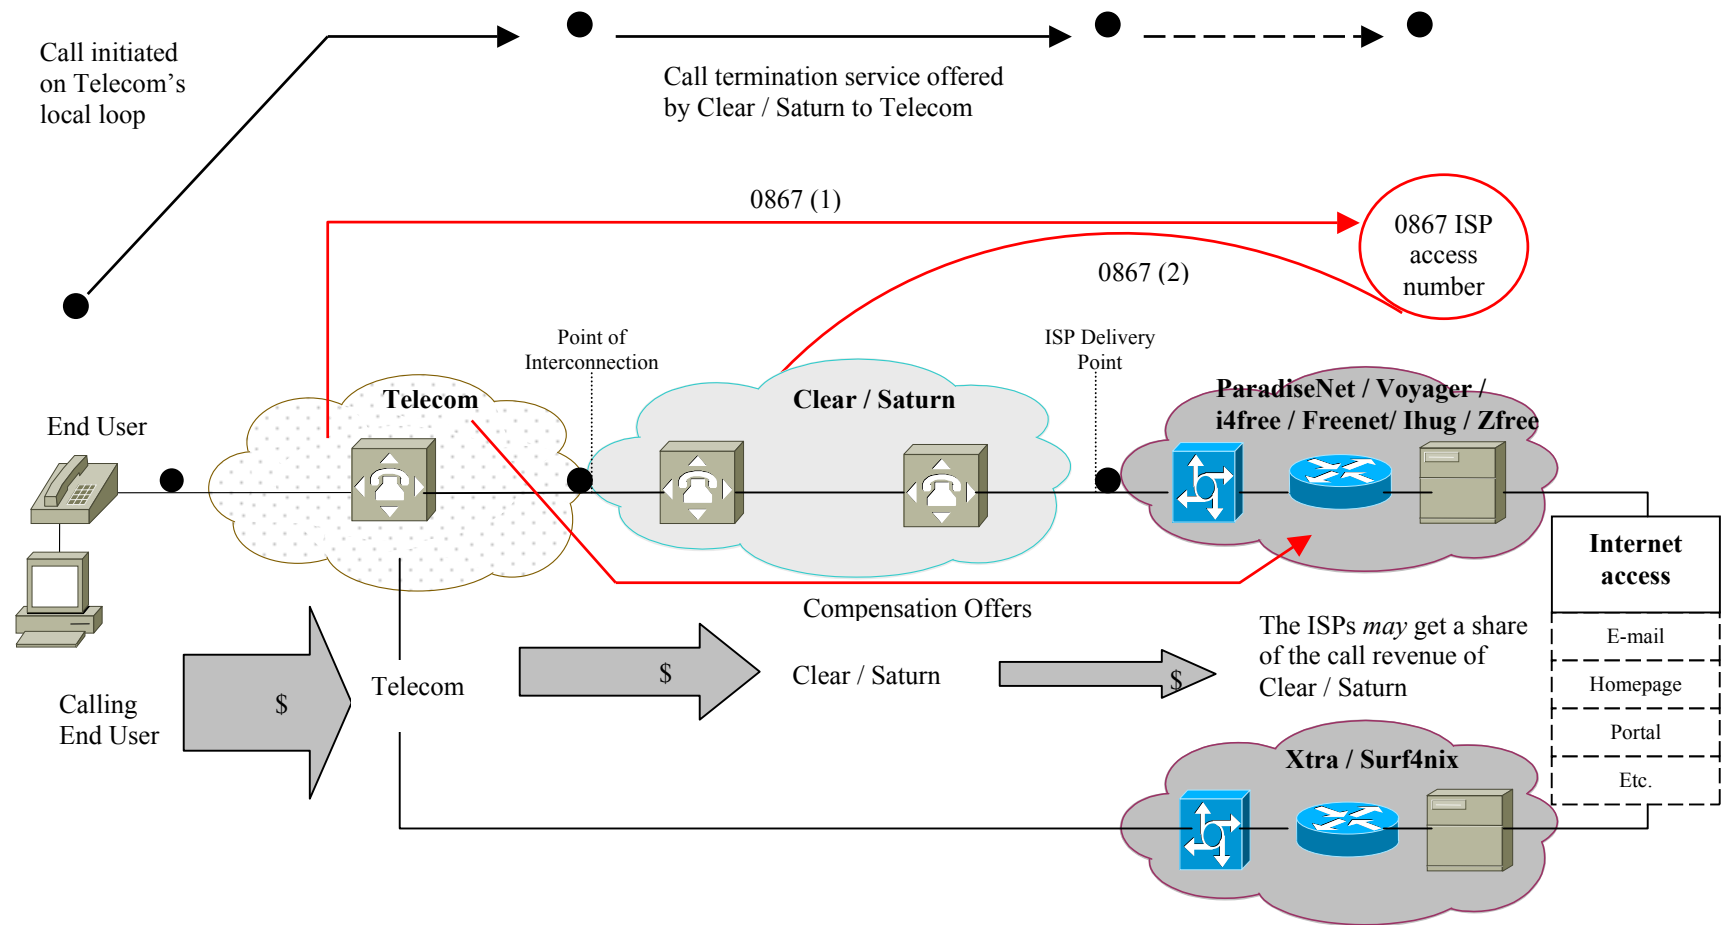 Call initiated
on Telecom's
local loop
Call termination service offered
by Clear / Saturn to Telecom
0867 (1)
0867 ISP
access
number
0867 (2)
Point of
Interconnection
ISP Delivery
Point
Telecom
Clear / Saturn
ParadiseNet / Voyager /
i4free / Freenet/ Ihug / Zfree
End User
Internet
access
E-mail
Homepage
Portal
Etc.
Compensation Offers
The ISPs may get a share
of the call revenue of
Clear / Saturn
Calling
End User
$
Telecom
$
Clear / Saturn
$
Xtra / Surf4nix